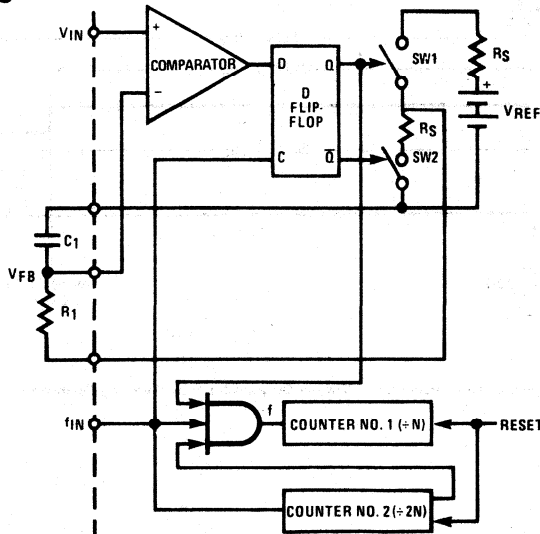 VIN
+
−
COMPARATOR
D
Q
D
FLIP-
FLOP
C
Q̅
SW1
RS
+
VREF
RS
SW2
C1
VFB
R1
fIN
f
COUNTER NO. 1 (÷N)
RESET
COUNTER NO. 2 (÷2N)